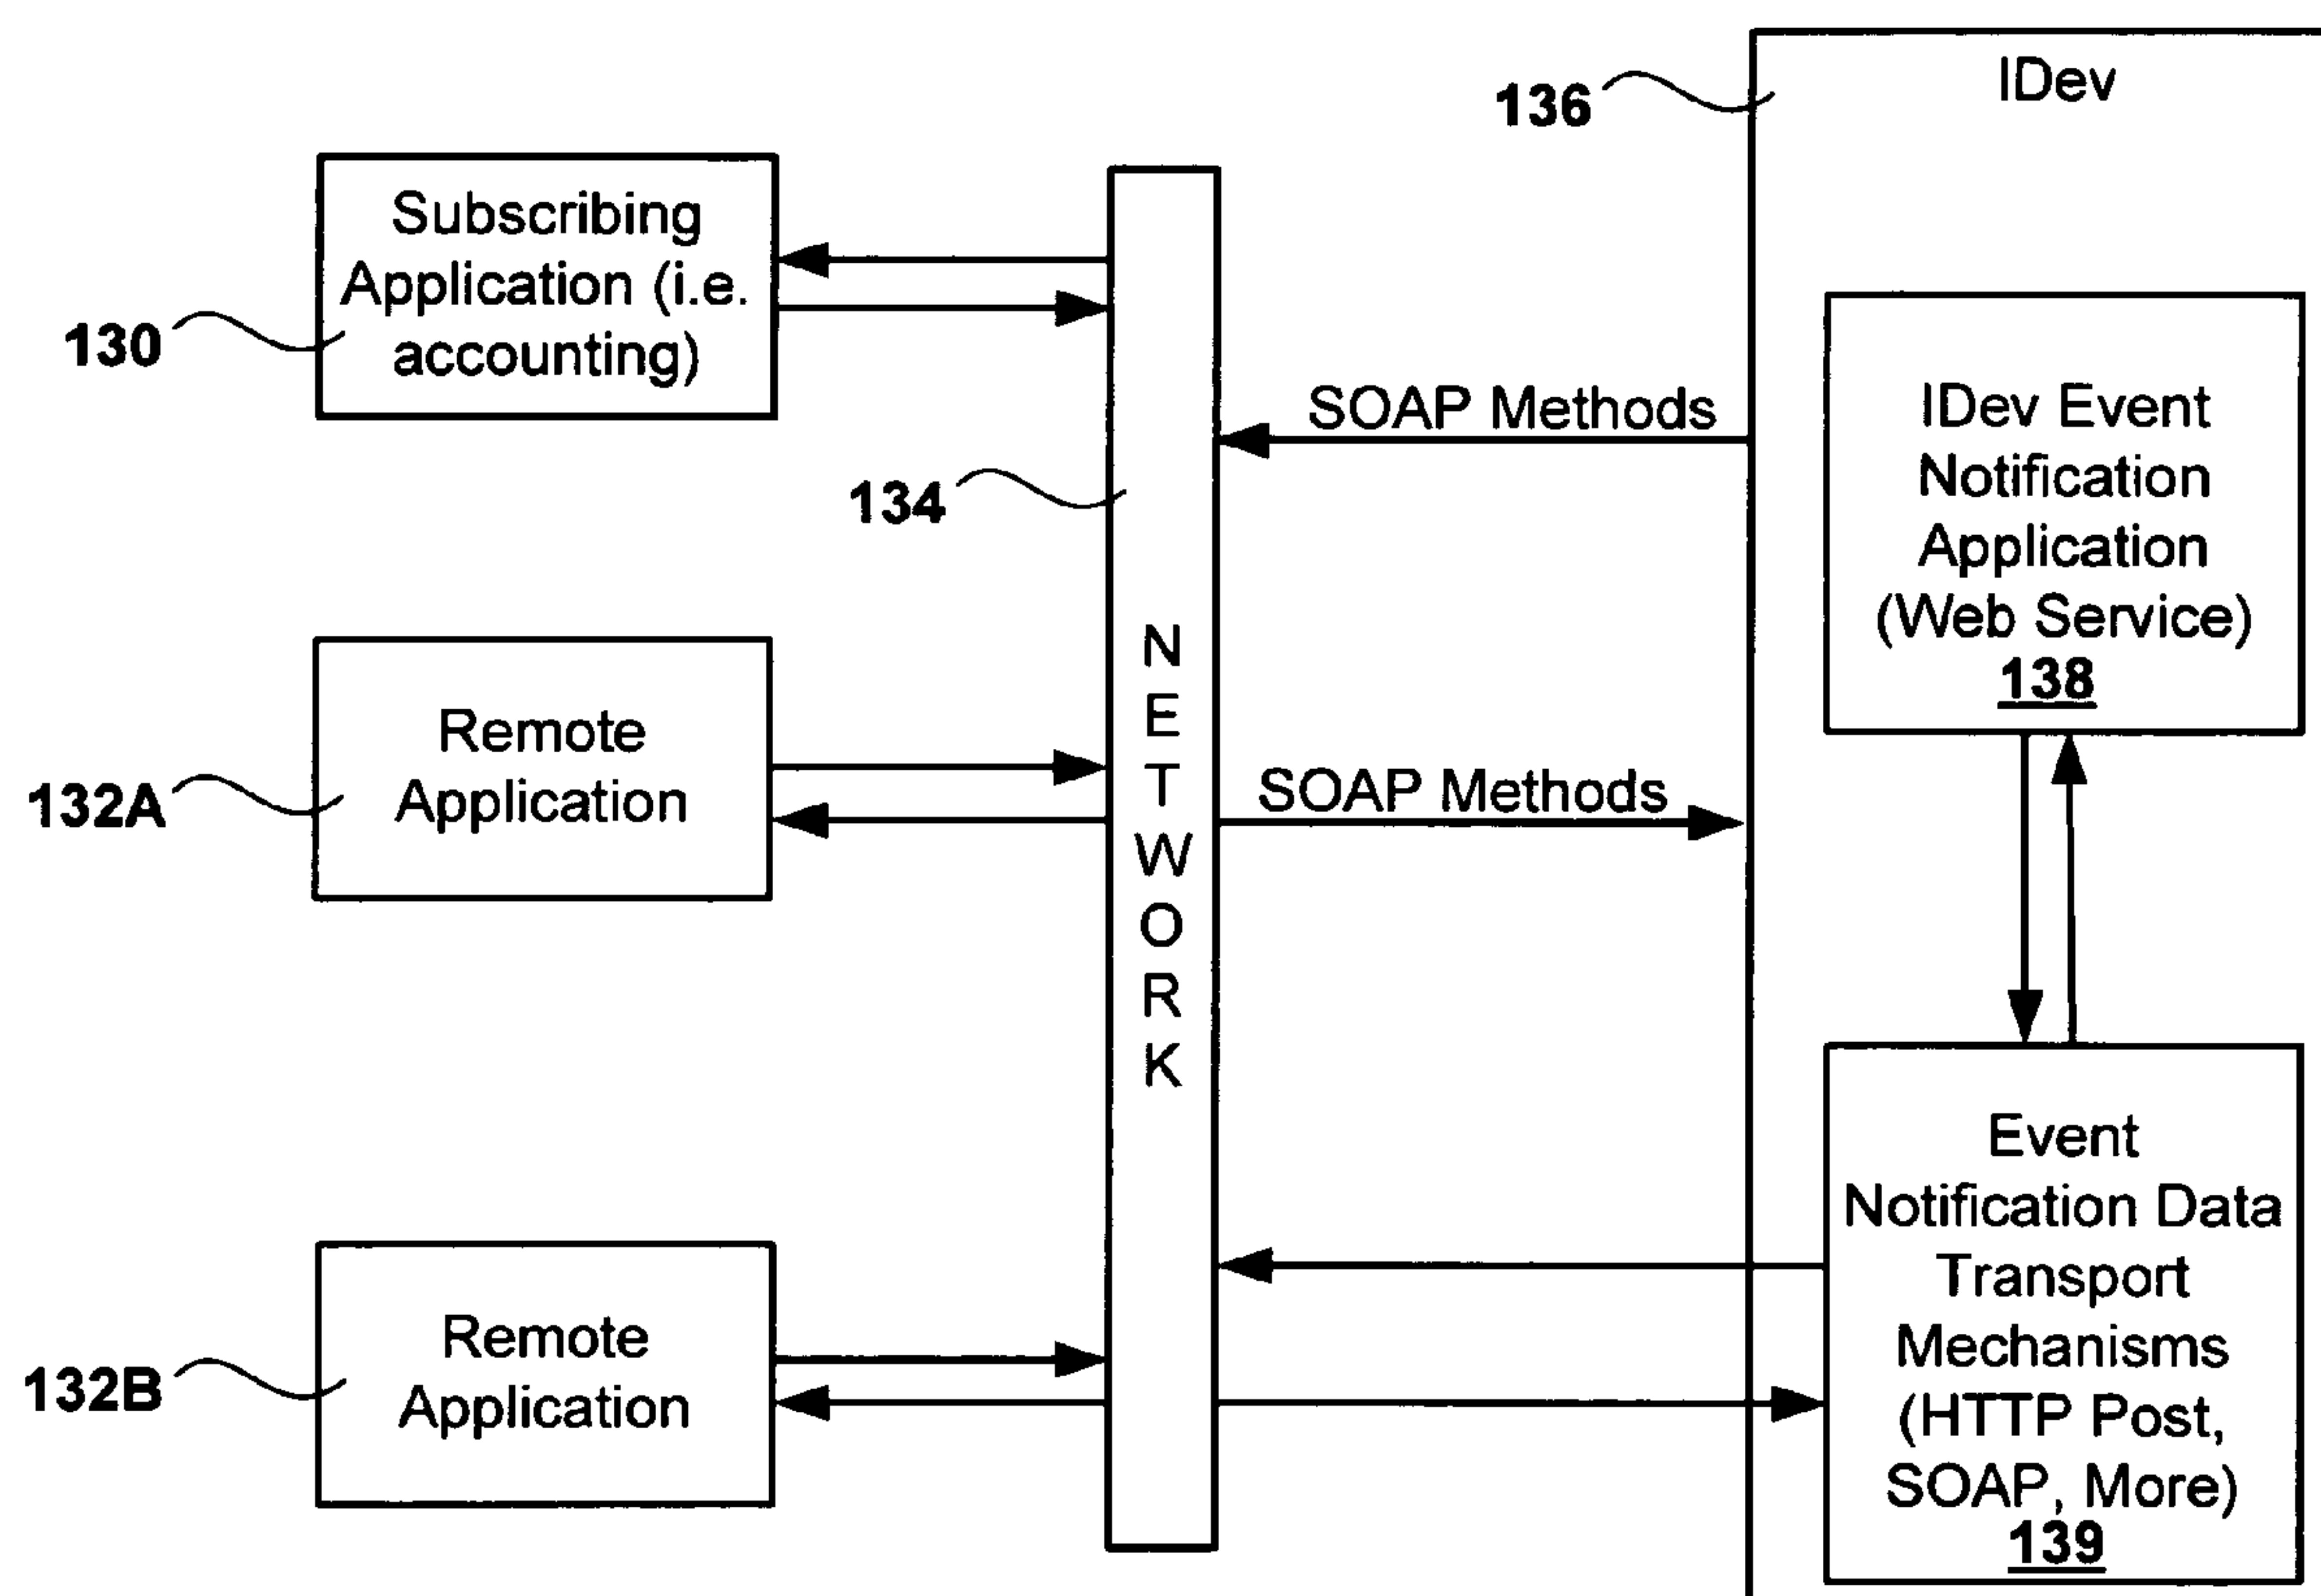 IDev
136
Subscribing
Application (i.e.
accounting)
130
SOAP Methods
134
IDev Event
Notification
Application
(Web Service)
138
N
E
T
W
O
R
K
Remote
Application
132A
SOAP Methods
Event
Notification Data
Transport
Mechanisms
(HTTP Post,
SOAP, More)
139
Remote
Application
132B